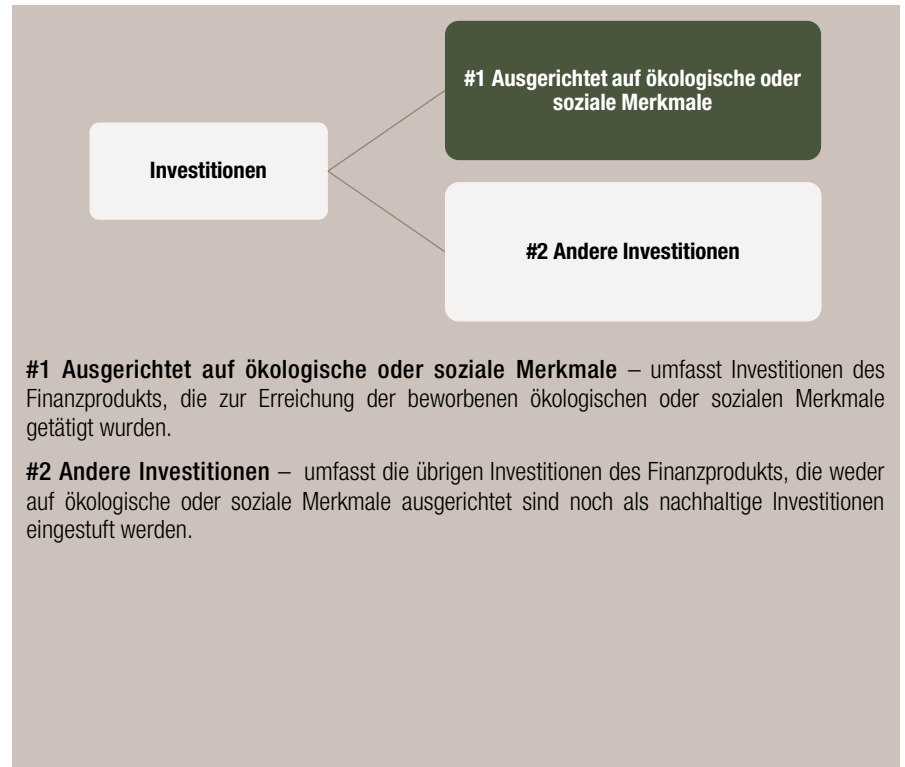 #1 Ausgerichtet auf ökologische oder
soziale Merkmale
Investitionen
#2 Andere Investitionen
#1 Ausgerichtet auf ökologische oder soziale Merkmale – umfasst Investitionen des
Finanzprodukts, die zur Erreichung der beworbenen ökologischen oder sozialen Merkmale
getätigt wurden.
#2 Andere Investitionen – umfasst die übrigen Investitionen des Finanzprodukts, die weder
auf ökologische oder soziale Merkmale ausgerichtet sind noch als nachhaltige Investitionen
eingestuft werden.